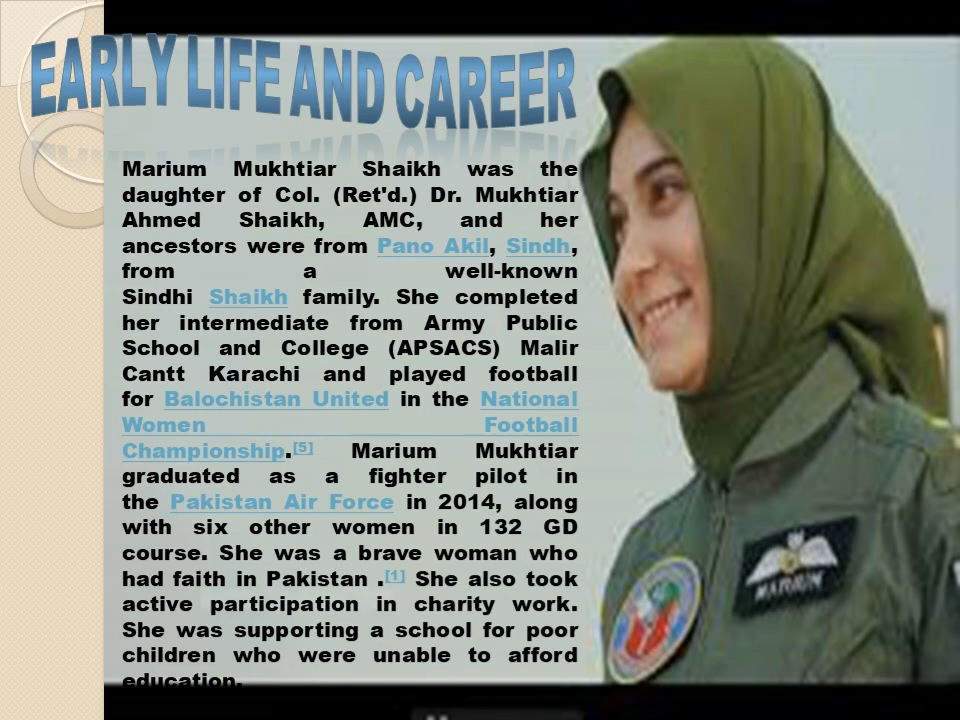 EARLY LIFE AND CAREER
Marium Mukhtiar Shaikh was the
daughter of Col. (Ret'd.) Dr. Mukhtiar
Ahmed Shaikh, AMC, and her
ancestors were from Pano Akil, Sindh,
from a well-known
Sindhi Shaikh family. She completed
her intermediate from Army Public
School and College (APSACS) Malir
Cantt Karachi and played football
for Balochistan United in the National
Women Football
Championship.[5] Marium Mukhtiar
graduated as a fighter pilot in
the Pakistan Air Force in 2014, along
with six other women in 132 GD
course. She was a brave woman who
had faith in Pakistan .[1] She also took
active participation in charity work.
She was supporting a school for poor
children who were unable to afford
education.
MARIUM